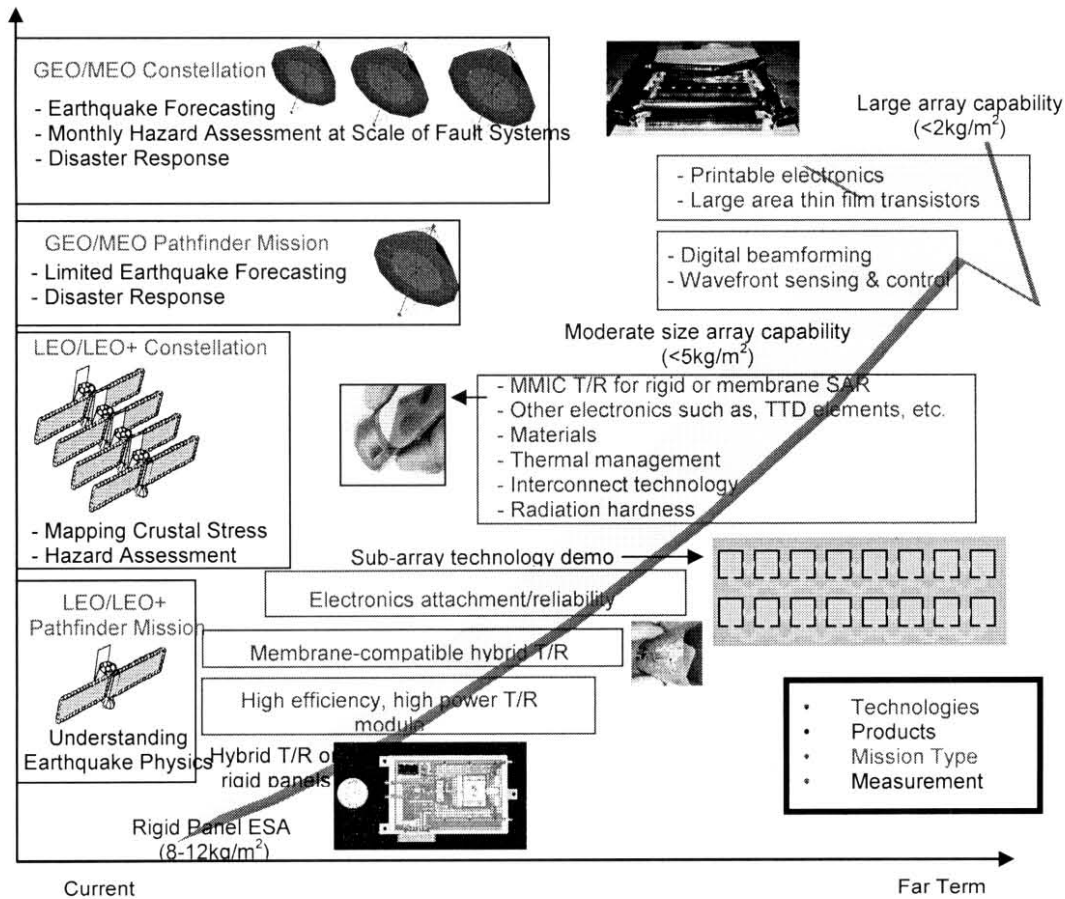 GEO/MEO Constellation
- Earthquake Forecasting
- Monthly Hazard Assessment at Scale of Fault Systems
- Disaster Response
Large array capability
(<2kg/m²)
- Printable electronics
- Large area thin film transistors
GEO/MEO Pathfinder Mission
- Limited Earthquake Forecasting
- Disaster Response
- Digital beamforming
- Wavefront sensing & control
Moderate size array capability
(<5kg/m²)
LEO/LEO+ Constellation
- Mapping Crustal Stress
- Hazard Assessment
- MMIC T/R for rigid or membrane SAR
- Other electronics such as, TTD elements, etc.
- Materials
- Thermal management
- Interconnect technology
- Radiation hardness
Sub-array technology demo
Electronics attachment/reliability
LEO/LEO+
Pathfinder Mission
Understanding
Earthquake Physics
Membrane-compatible hybrid T/R
High efficiency, high power T/R
module
Hybrid T/R on
rigid panels
Rigid Panel ESA
(8-12kg/m²)
• Technologies
• Products
• Mission Type
• Measurement
Current
Far Term